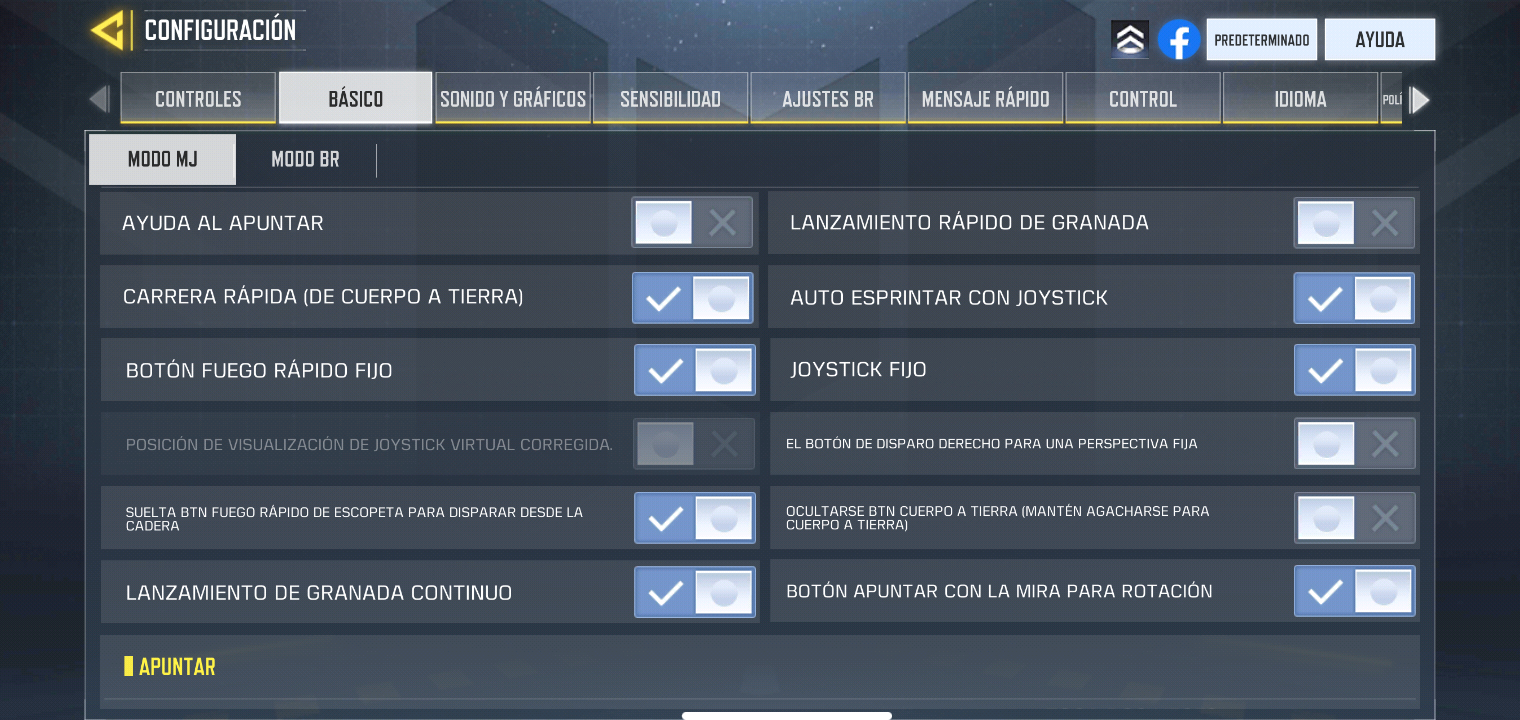 CONFIGURACIÓN
PREDETERMINADO
AYUDA
CONTROLES
BÁSICO
SONIDO Y GRÁFICOS
SENSIBILIDAD
AJUSTES BR
MENSAJE RÁPIDO
CONTROL
IDIOMA
POLÍ
MODO MJ
MODO BR
AYUDA AL APUNTAR
LANZAMIENTO RÁPIDO DE GRANADA
CARRERA RÁPIDA (DE CUERPO A TIERRA)
AUTO ESPRINTAR CON JOYSTICK
BOTÓN FUEGO RÁPIDO FIJO
JOYSTICK FIJO
POSICIÓN DE VISUALIZACIÓN DE JOYSTICK VIRTUAL CORREGIDA.
EL BOTÓN DE DISPARO DERECHO PARA UNA PERSPECTIVA FIJA
SUELTA BTN FUEGO RÁPIDO DE ESCOPETA PARA DISPARAR DESDE LA
CADERA
OCULTARSE BTN CUERPO A TIERRA (MANTÉN AGACHARSE PARA
CUERPO A TIERRA)
LANZAMIENTO DE GRANADA CONTINUO
BOTÓN APUNTAR CON LA MIRA PARA ROTACIÓN
APUNTAR